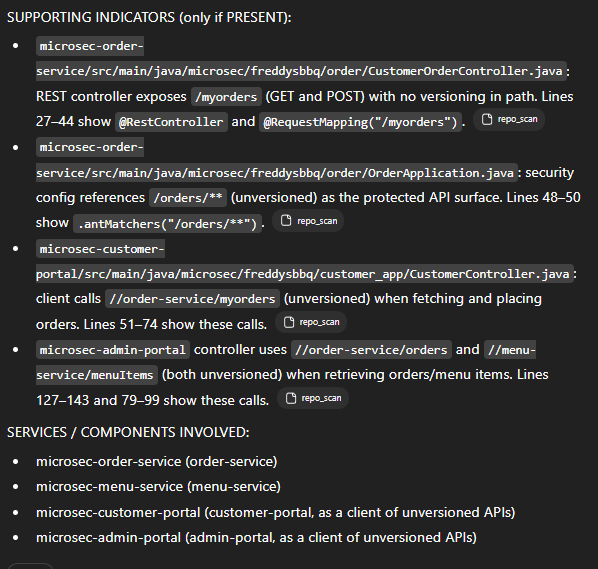 SUPPORTING INDICATORS (only if PRESENT):
• microsec-order-
service/src/main/java/microsec/freddysbbq/order/CustomerOrderController.java:
REST controller exposes /myorders (GET and POST) with no versioning in path. Lines
27–44 show @RestController and @RequestMapping("/myorders"). repo_scan
• microsec-order-
service/src/main/java/microsec/freddysbbq/order/OrderApplication.java: security
config references /orders/** (unversioned) as the protected API surface. Lines 48–50
show .antMatchers("/orders/**"). repo_scan
• microsec-customer-
portal/src/main/java/microsec/freddysbbq/customer_app/CustomerController.java:
client calls //order-service/myorders (unversioned) when fetching and placing
orders. Lines 51–74 show these calls. repo_scan
• microsec-admin-portal controller uses //order-service/orders and //menu-
service/menuItems (both unversioned) when retrieving orders/menu items. Lines
127–143 and 79–99 show these calls. repo_scan
SERVICES / COMPONENTS INVOLVED:
• microsec-order-service (order-service)
• microsec-menu-service (menu-service)
• microsec-customer-portal (customer-portal, as a client of unversioned APIs)
• microsec-admin-portal (admin-portal, as a client of unversioned APIs)